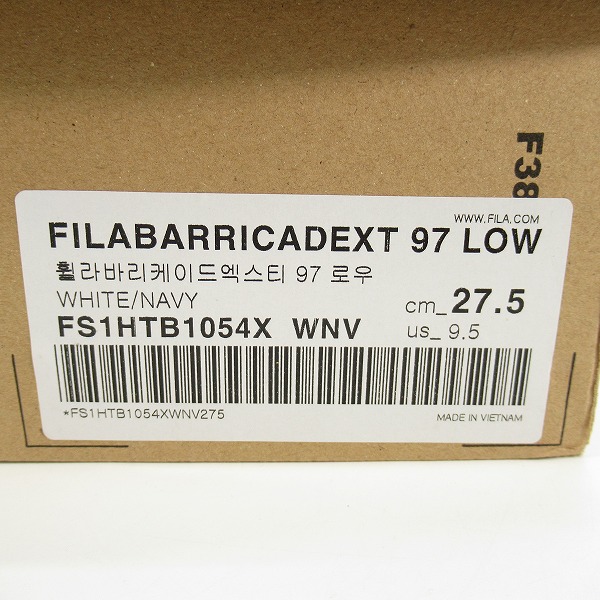 F38
WWW.FILA.COM
FILABARRICADEXT 97 LOW
휠라바리케이드엑스티 97 로우
WHITE/NAVY
cm_27.5
FS1HTB1054X WNV
us_9.5
*FS1HTB1054XWNV275
MADE IN VIETNAM